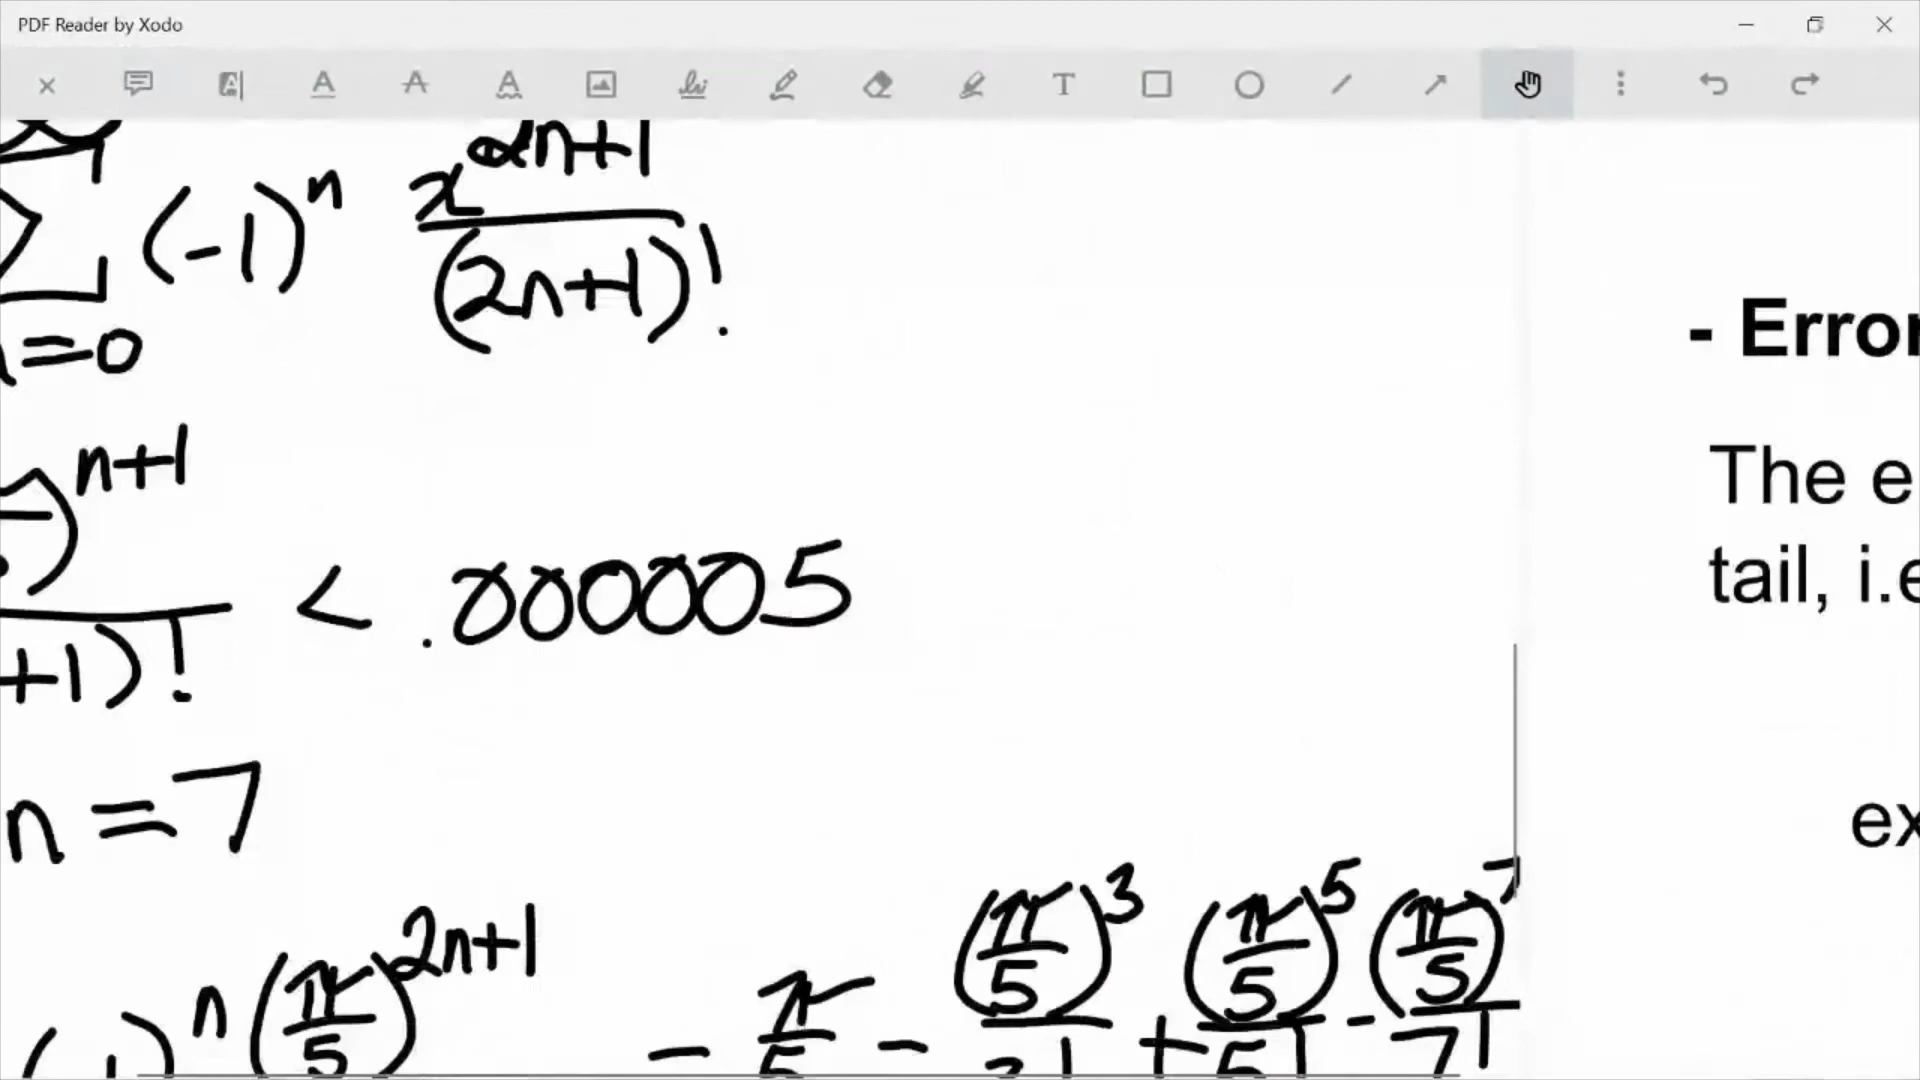 PDF Reader by Xodo
∑ (-1)^n x^(2n+1) / (2n+1)!
n=0
- Error
)^(n+1) / +1)! < .000005
The e
tail, i.e
n = 7
ex
(-1)^n (π/5)^(2n+1) = π/5 - (π/5)^3/3! + (π/5)^5/5! - (π/5)^7/7!